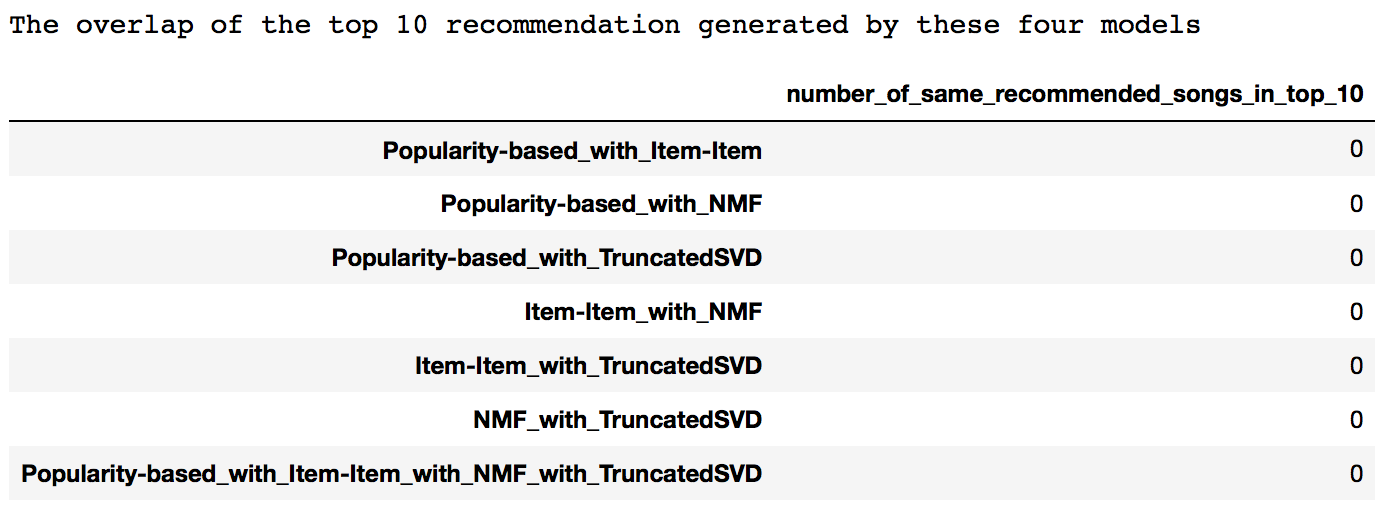 The overlap of the top 10 recommendation generated by these four models
number_of_same_recommended_songs_in_top_10
Popularity-based_with_Item-Item 0
Popularity-based_with_NMF 0
Popularity-based_with_TruncatedSVD 0
Item-Item_with_NMF 0
Item-Item_with_TruncatedSVD 0
NMF_with_TruncatedSVD 0
Popularity-based_with_Item-Item_with_NMF_with_TruncatedSVD 0